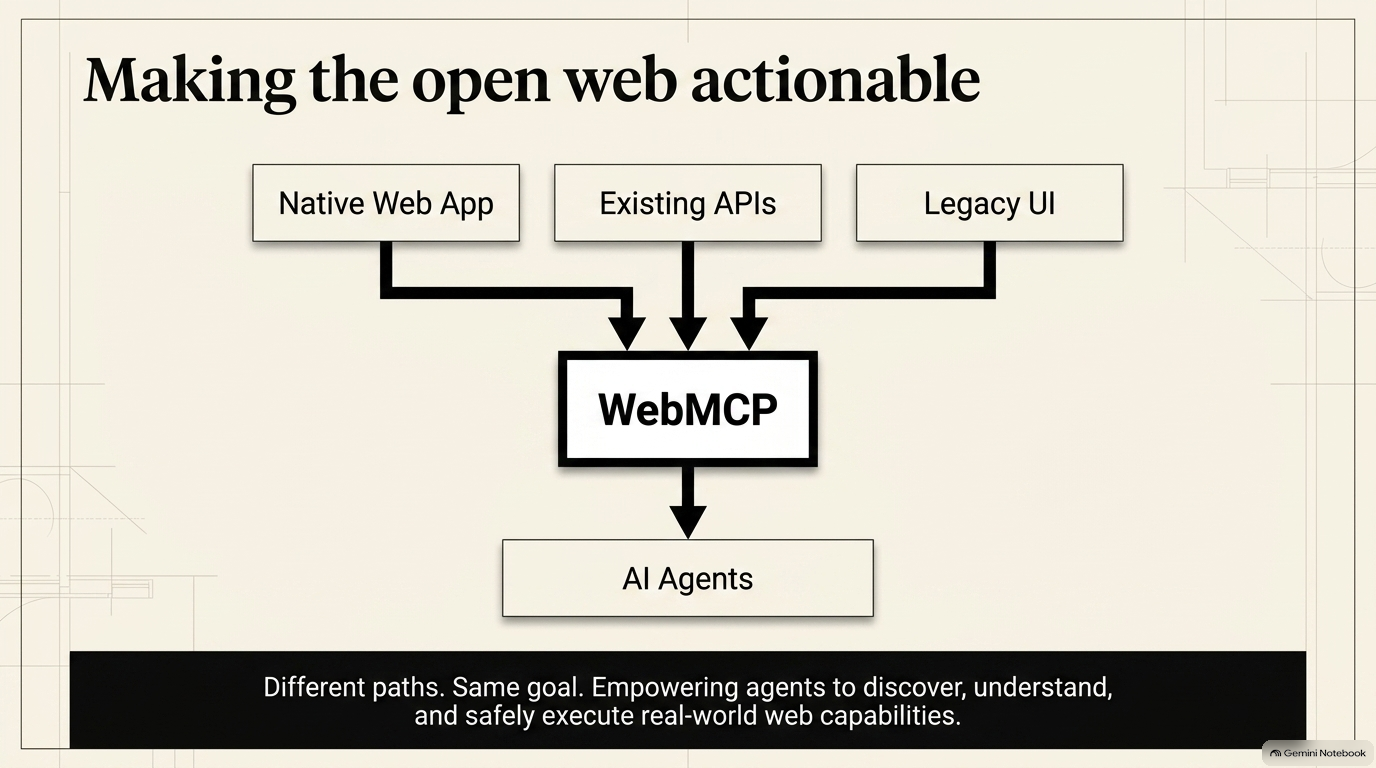 Making the open web actionable
Native Web App
Existing APIs
Legacy UI
WebMCP
AI Agents
Different paths. Same goal. Empowering agents to discover, understand,
and safely execute real-world web capabilities.
Gemini Notebook